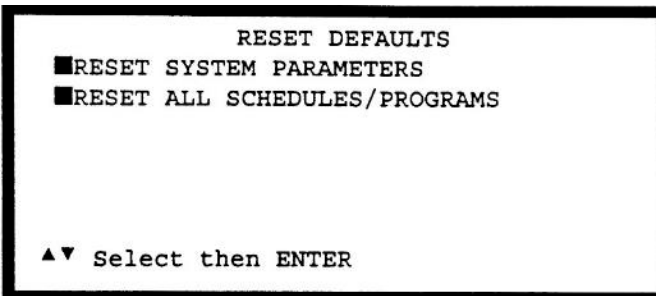 RESET DEFAULTS
■RESET SYSTEM PARAMETERS
■RESET ALL SCHEDULES/PROGRAMS
▲▼ Select then ENTER